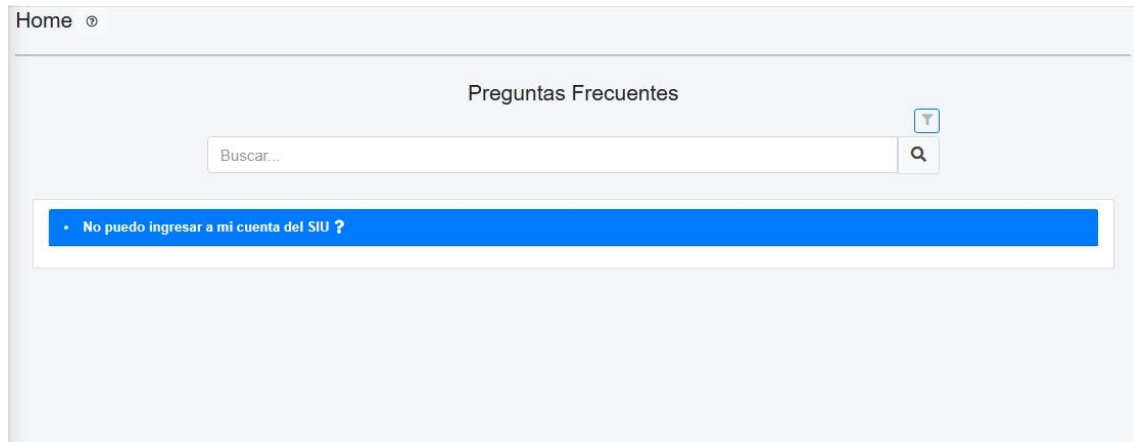 Home
Preguntas Frecuentes
Buscar...
• No puedo ingresar a mi cuenta del SIU ?